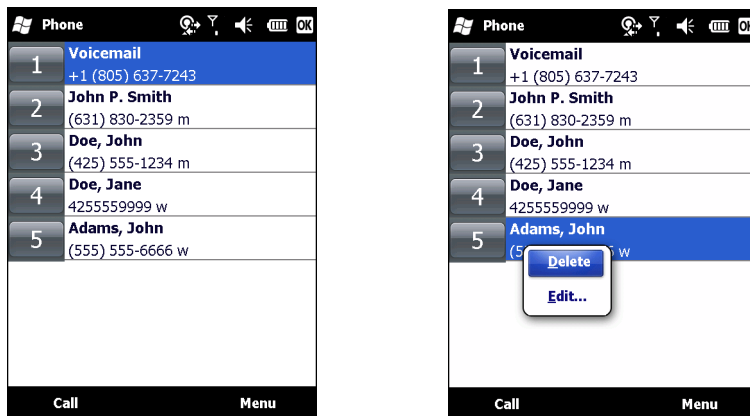 Phone
OK
1
Voicemail
+1 (805) 637-7243
2
John P. Smith
(631) 830-2359 m
3
Doe, John
(425) 555-1234 m
4
Doe, Jane
4255559999 w
5
Adams, John
(555) 555-6666 w
Call
Menu
Phone
OK
1
Voicemail
+1 (805) 637-7243
2
John P. Smith
(631) 830-2359 m
3
Doe, John
(425) 555-1234 m
4
Doe, Jane
4255559999 w
5
Adams, John
(5 w
Delete
Edit...
Call
Menu